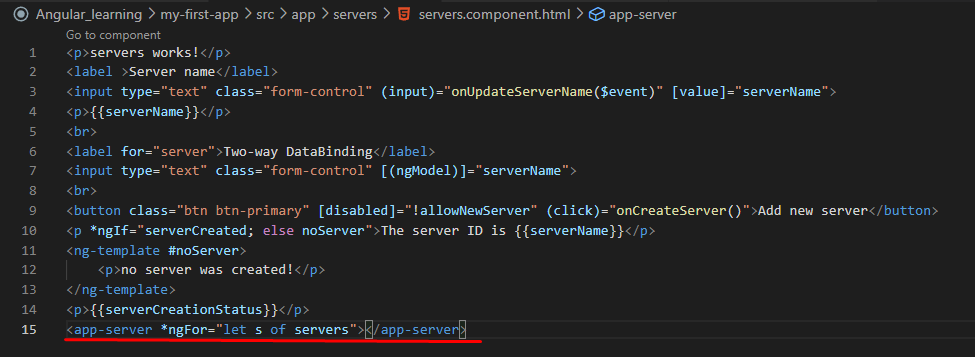 Angular_learning > my-first-app > src > app > servers > servers.component.html > app-server
Go to component
1 <p>servers works!</p>
2 <label >Server name</label>
3 <input type="text" class="form-control" (input)="onUpdateServerName($event)" [value]="serverName">
4 <p>{{serverName}}</p>
5 <br>
6 <label for="server">Two-way DataBinding</label>
7 <input type="text" class="form-control" [(ngModel)]="serverName">
8 <br>
9 <button class="btn btn-primary" [disabled]="!allowNewServer" (click)="onCreateServer()">Add new server</button>
10 <p *ngIf="serverCreated; else noServer">The server ID is {{serverName}}</p>
11 <ng-template #noServer>
12     <p>no server was created!</p>
13 </ng-template>
14 <p>{{serverCreationStatus}}</p>
15 <app-server *ngFor="let s of servers"></app-server>